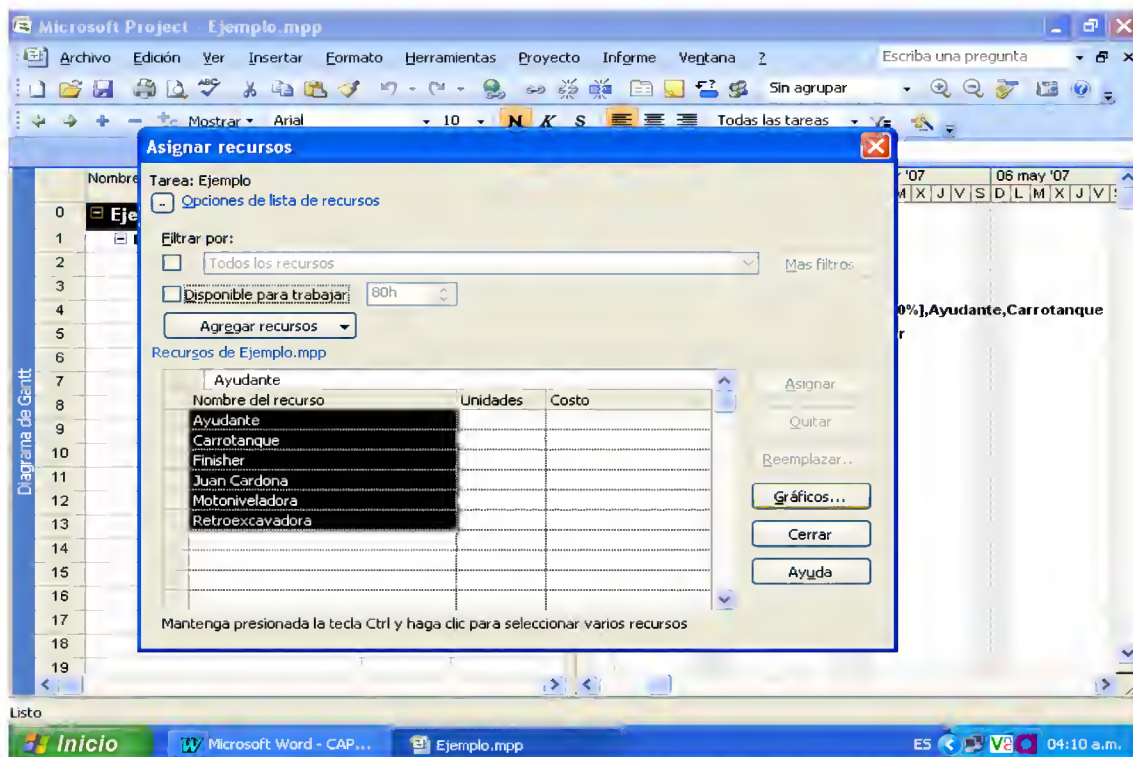 Microsoft Project - Ejemplo.mpp
Archivo Edición Ver Insertar Formato Herramientas Proyecto Informe Ventana ? Escriba una pregunta
Sin agrupar
Mostrar Arial 10 N K S Todas las tareas
Asignar recursos
Nombre Tarea: Ejemplo '07 06 may '07
Opciones de lista de recursos M X J V S D L M X J V
0 Eje
1 Filtrar por:
2 Todos los recursos Mas filtros
3 Disponible para trabajar 80h
4 0%],Ayudante,Carrotanque
5 Agregar recursos r
6 Recursos de Ejemplo.mpp
7 Ayudante Asignar
8 Nombre del recurso Unidades Costo
9 Ayudante Quitar
10 Carrotanque
Finisher Reemplazar..
11 Juan Cardona
12 Motoniveladora Gráficos...
13 Retroexcavadora
14 Cerrar
15 Ayuda
16
17 Mantenga presionada la tecla Ctrl y haga clic para seleccionar varios recursos
18
19
Diagrama de Gantt
Listo
Inicio Microsoft Word - CAP... Ejemplo.mpp ES 04:10 a.m.